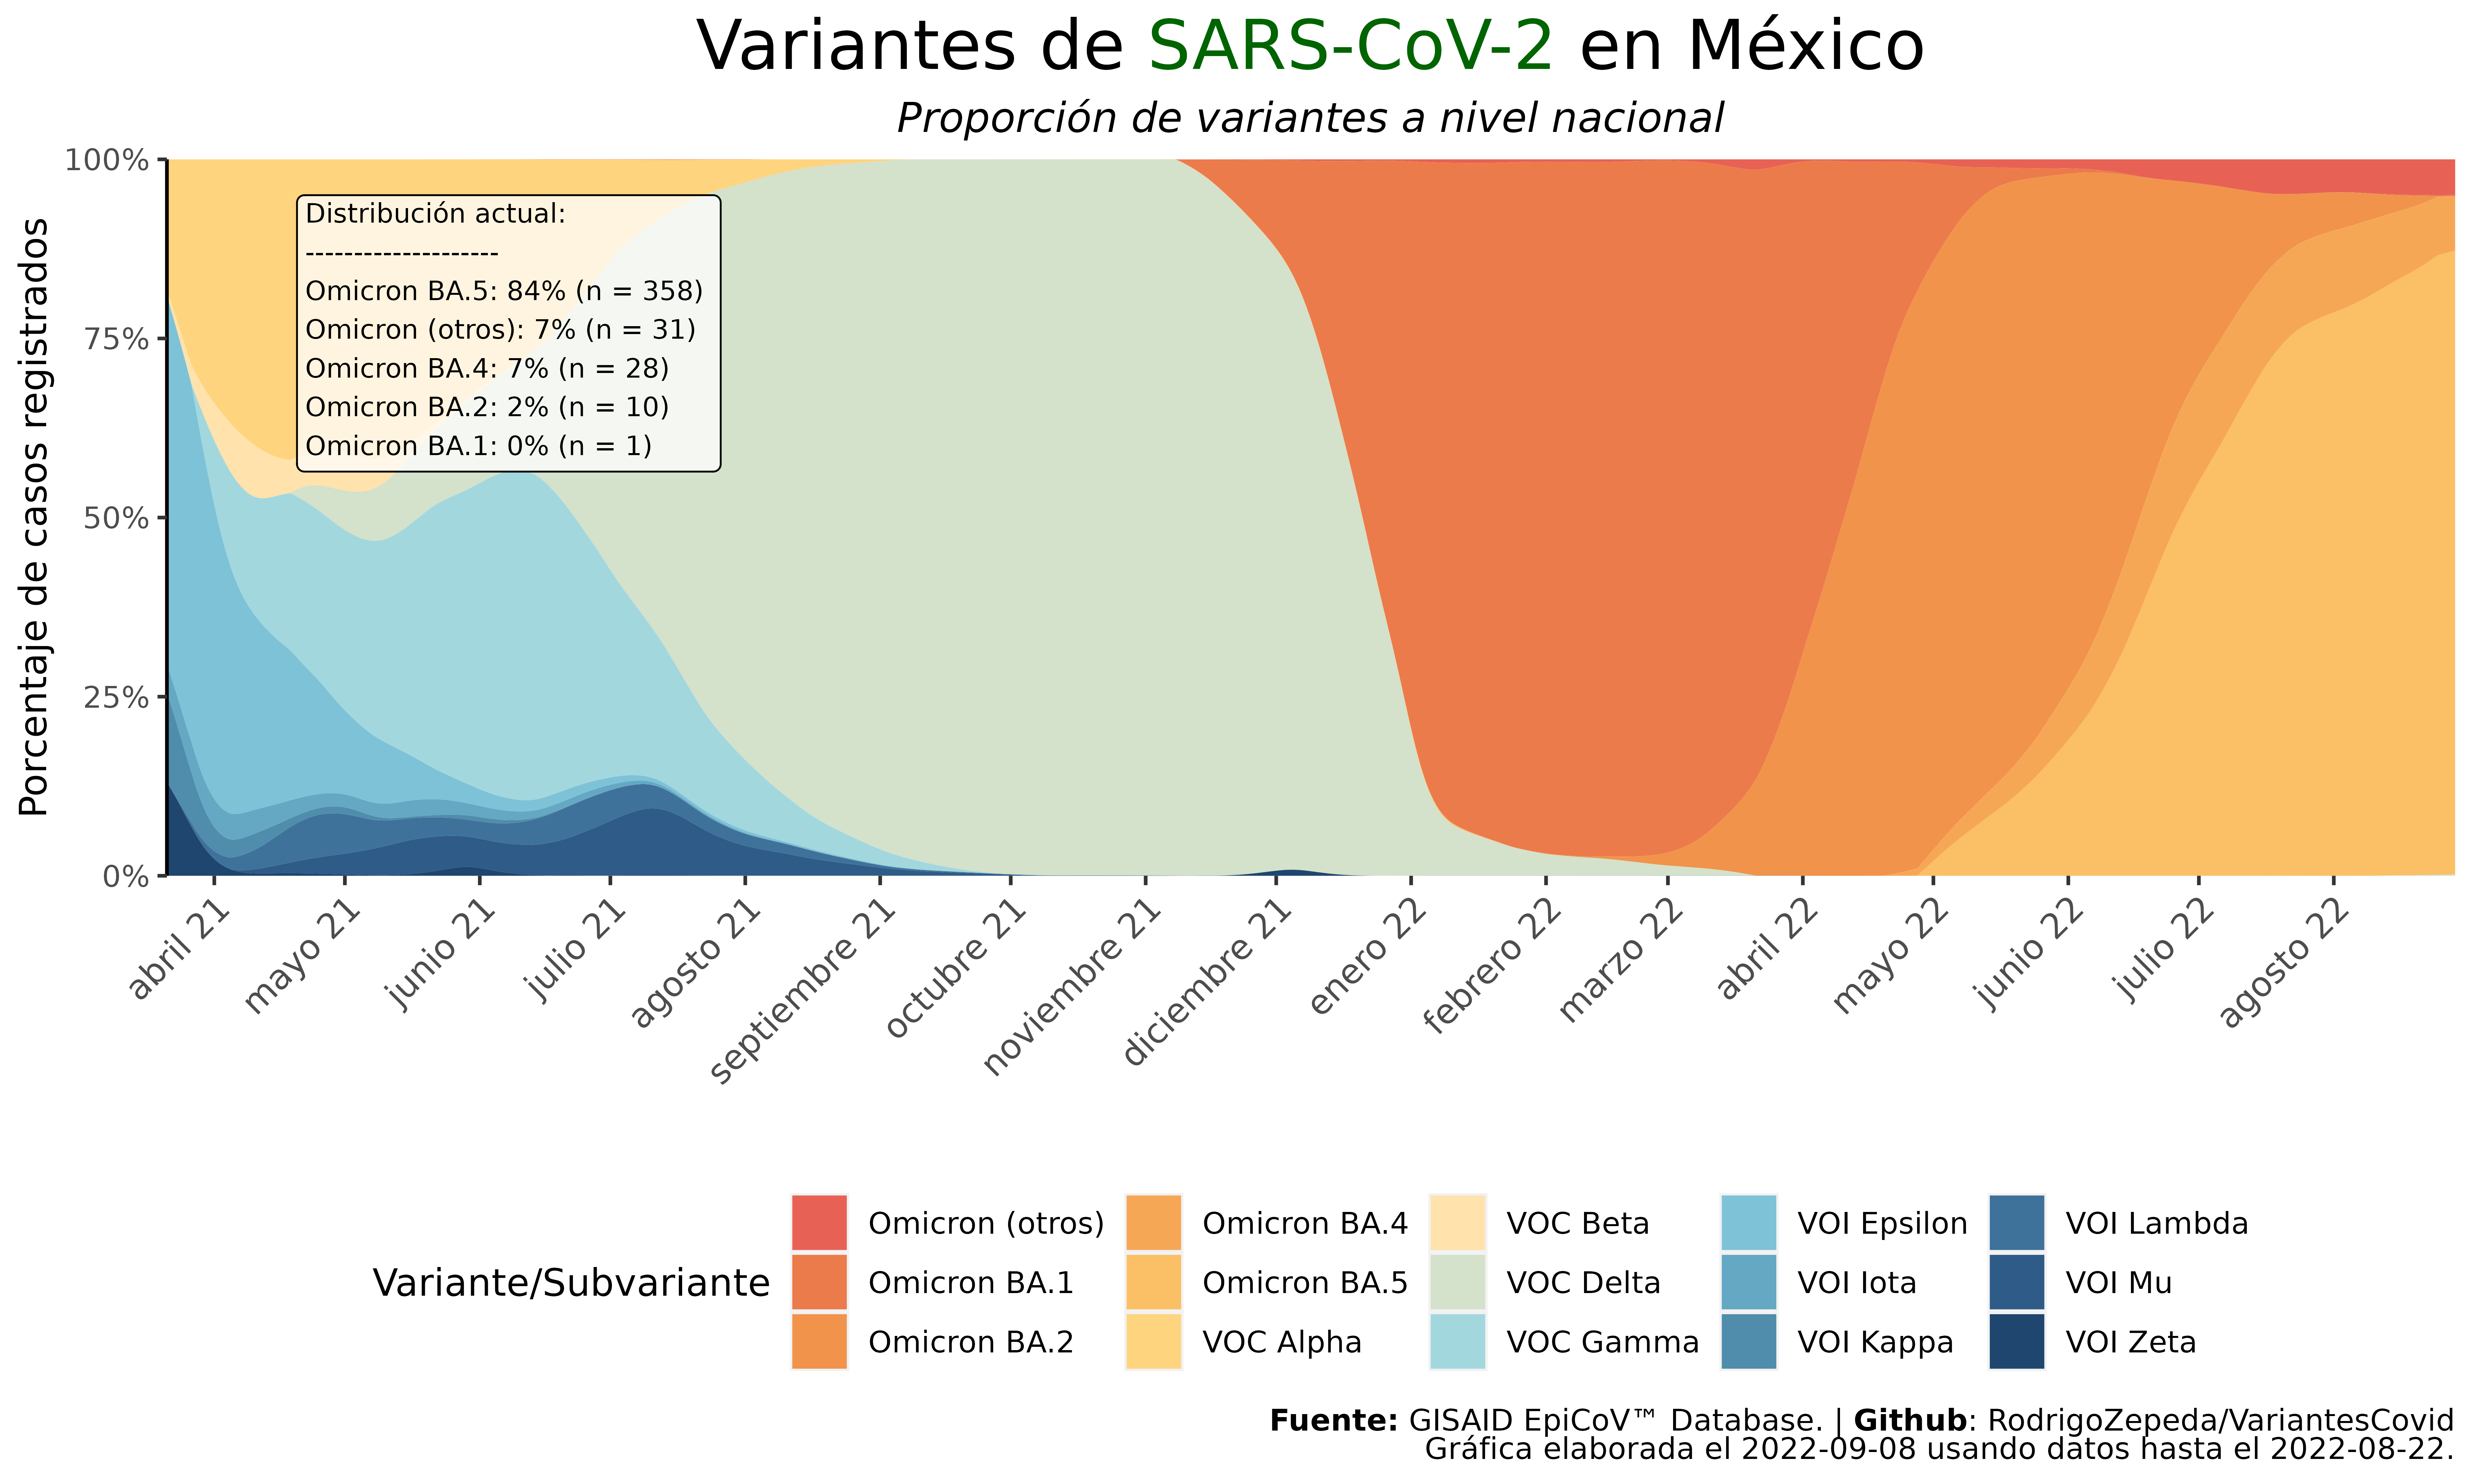 Variantes de SARS-CoV-2 en México
Proporción de variantes a nivel nacional
Porcentaje de casos registrados
100%
75%
50%
25%
0%
Distribución actual:
--------------------
Omicron BA.5: 84% (n = 358)
Omicron (otros): 7% (n = 31)
Omicron BA.4: 7% (n = 28)
Omicron BA.2: 2% (n = 10)
Omicron BA.1: 0% (n = 1)
abril 21
mayo 21
junio 21
julio 21
agosto 21
septiembre 21
octubre 21
noviembre 21
diciembre 21
enero 22
febrero 22
marzo 22
abril 22
mayo 22
junio 22
julio 22
agosto 22
Variante/Subvariante
Omicron (otros)
Omicron BA.1
Omicron BA.2
Omicron BA.4
Omicron BA.5
VOC Alpha
VOC Beta
VOC Delta
VOC Gamma
VOI Epsilon
VOI Iota
VOI Kappa
VOI Lambda
VOI Mu
VOI Zeta
Fuente: GISAID EpiCoV™ Database. | Github: RodrigoZepeda/VariantesCovid
Gráfica elaborada el 2022-09-08 usando datos hasta el 2022-08-22.